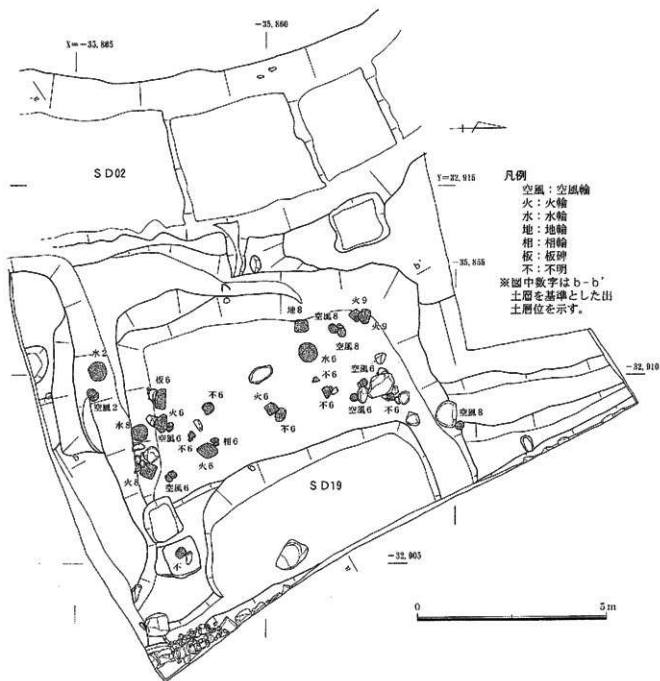 -35,860
X=-35,865
SD02
Y=32,915
凡例
空風：空風輪
火：火輪
水：水輪
地：地輪
相：相輪
板：板碑
不：不明
※図中数字はb-b'
土層を基準とした出
土層位を示す。
-35,855
b'
火9
地8
空風8
火9
空風8
水6
-32,910
水2
板6
不6
空風6
火6
不6
空風2
火6
空風6
不6
空風8
水8
空風6
不6
不6
相6
火8
火6
空風6
SD19
不
-32,905
0
5m